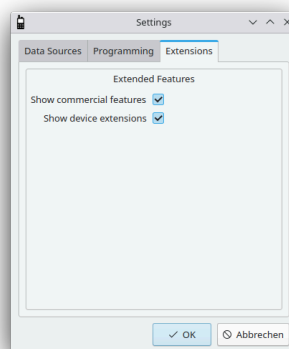 Settings
Data Sources Programming Extensions
Extended Features
Show commercial features
Show device extensions
OK Abbrechen